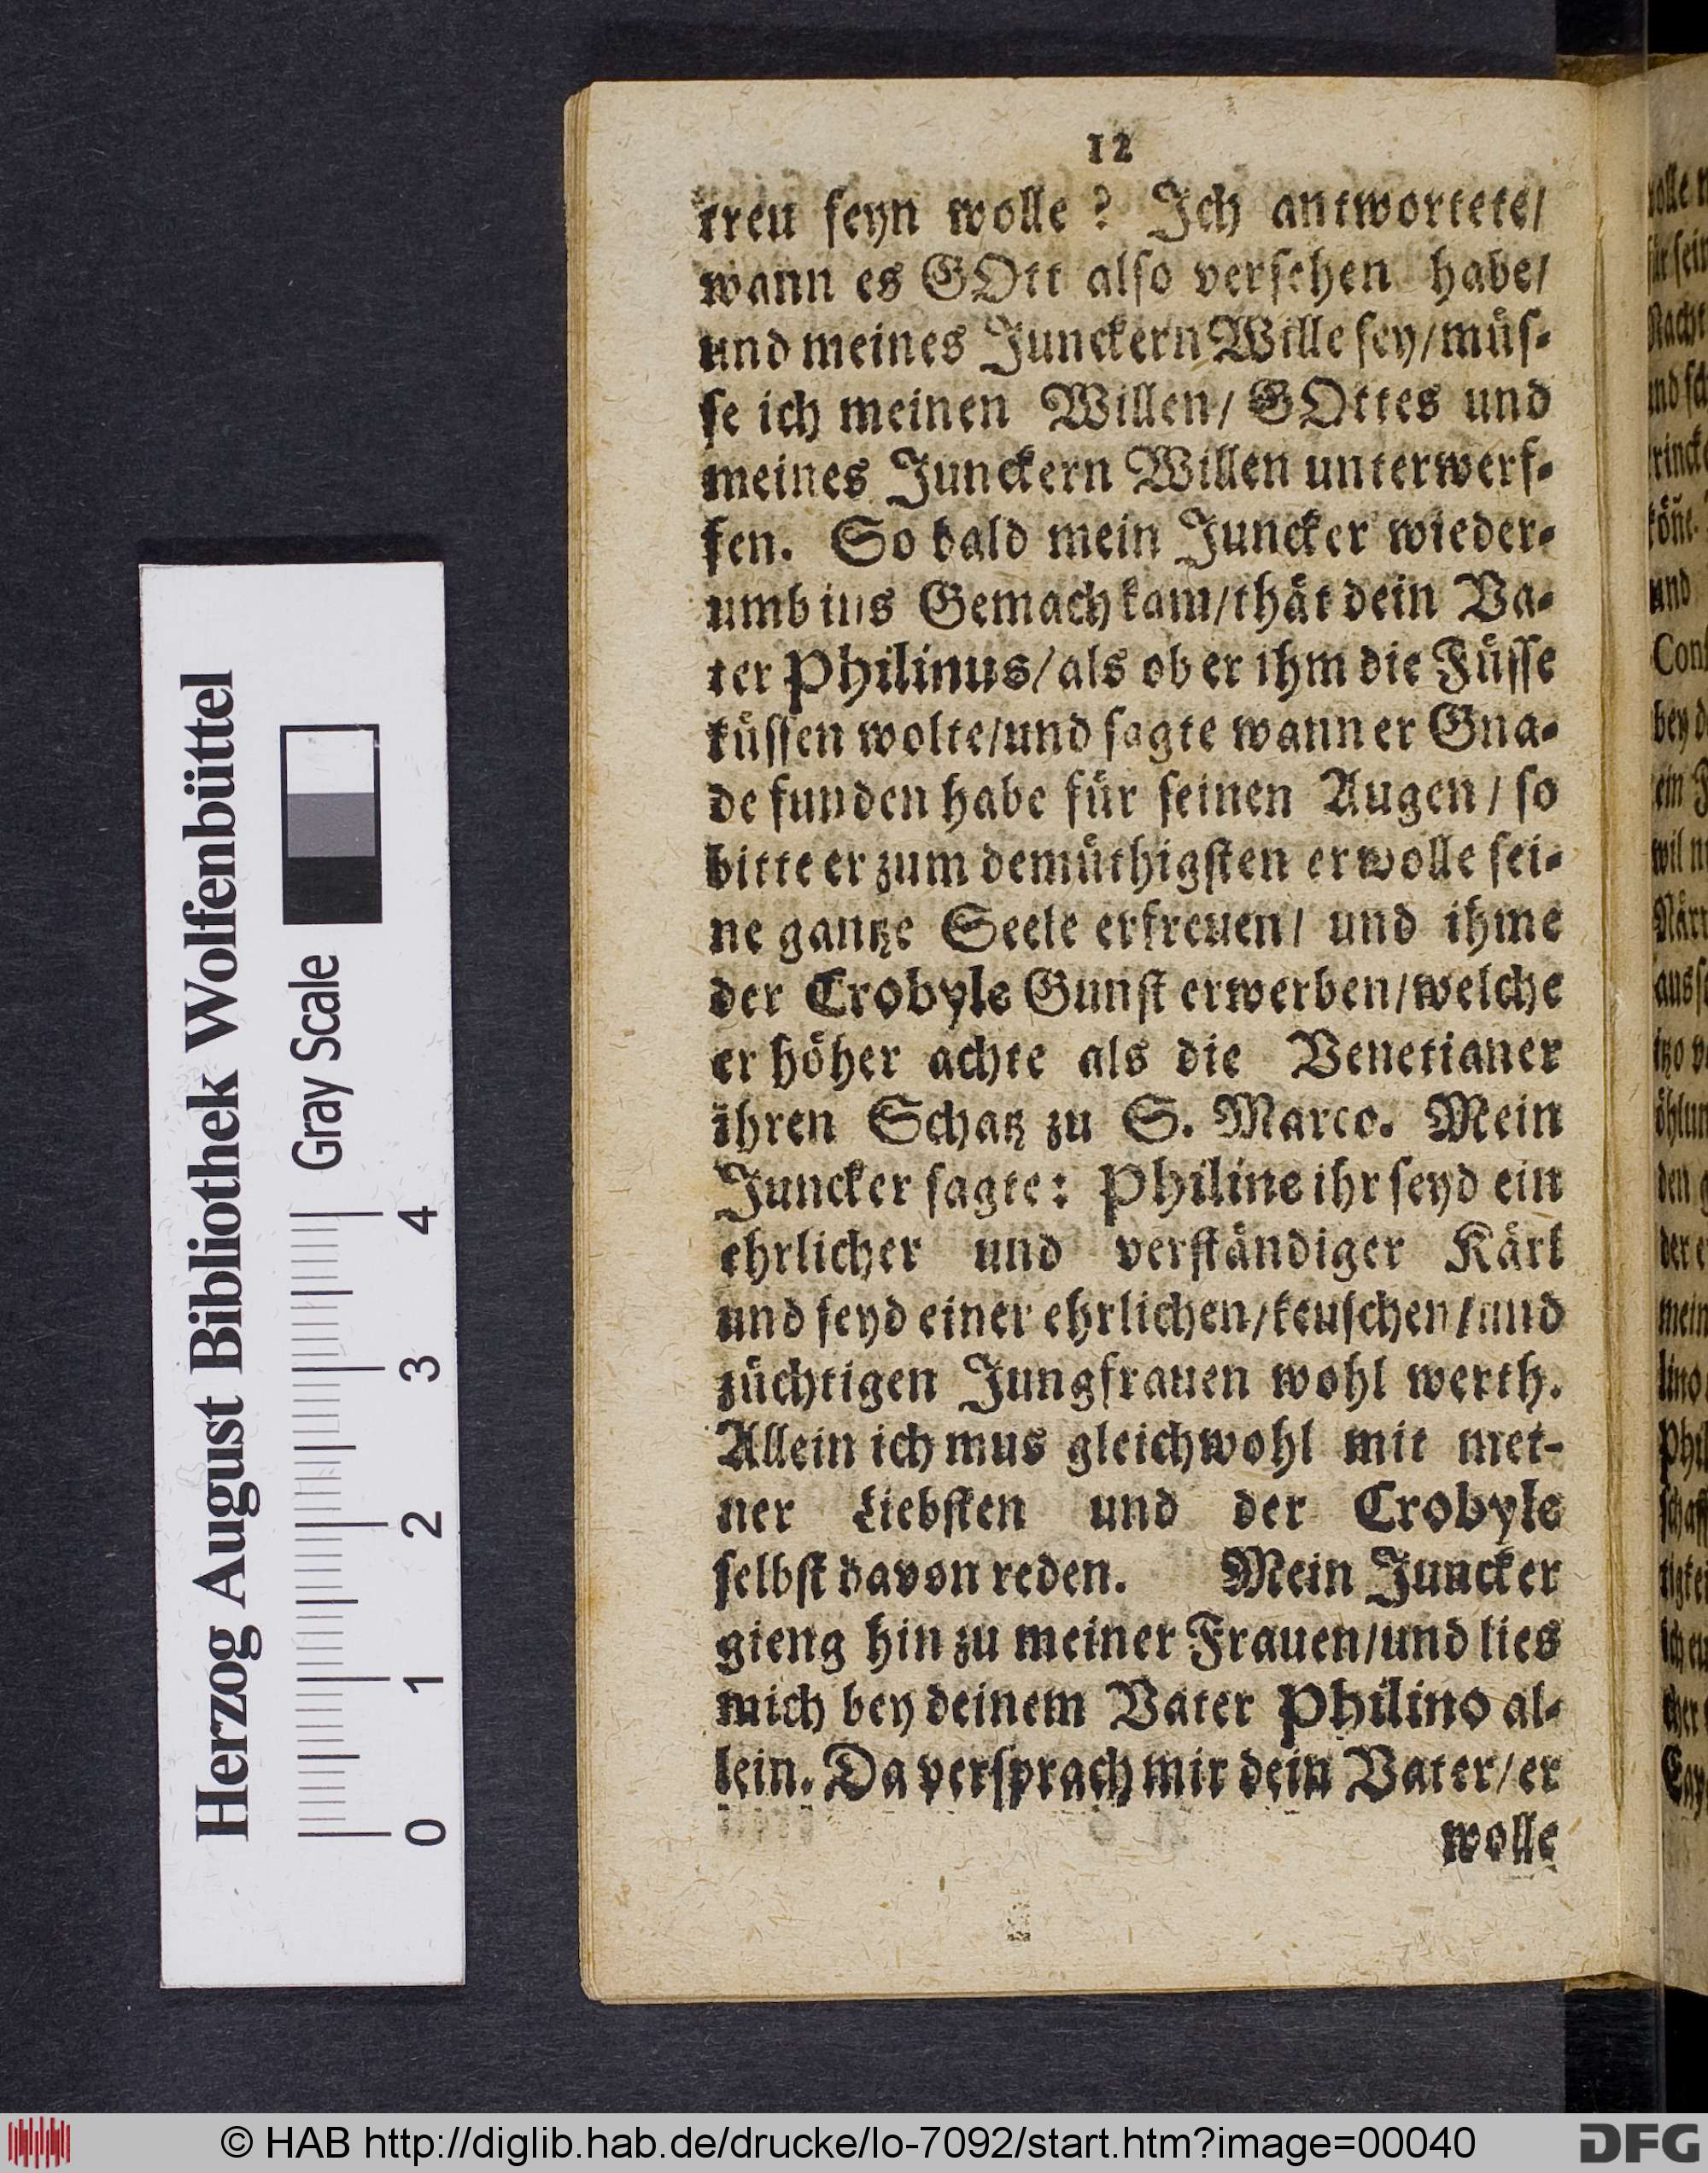 12
treu seyn wolle? Ich antwortete/
wann es GOtt also versehen habe/
und meines Junckern Wille sey/müs-
se ich meinen Willen/ GOttes und
meines Junckern Willen unterwerf-
fen. So bald mein Juncker wieder-
umb ins Gemach kam/thät dein Va-
ter Philinus/als ob er ihm die Füsse
küssen wolte/und sagte wann er Gna-
de funden habe für seinen Augen/ so
bitte er zum demüthigsten er wolle sei-
ne gantze Seele erfreuen/ und ihme
der Crobyle Gunst erwerben/welche
er höher achte als die Venetianer
ihren Schatz zu S. Marco. Mein
Juncker sagte: Philine ihr seyd ein
ehrlicher und verständiger Kärl
und seyd einer ehrlichen/keuschen/und
züchtigen Jungfrauen wohl werth.
Allein ich mus gleichwohl mit mei-
ner Liebsten und der Crobyle
selbst davon reden. Mein Juncker
gieng hin zu meiner Frauen/und lies
mich bey deinem Vater Philino al-
lein. Da versprach mir dein Vater/er
wolle
Herzog August Bibliothek Wolfenbüttel
Gray Scale
0 1 2 3 4
© HAB http://diglib.hab.de/drucke/lo-7092/start.htm?image=00040
DFG